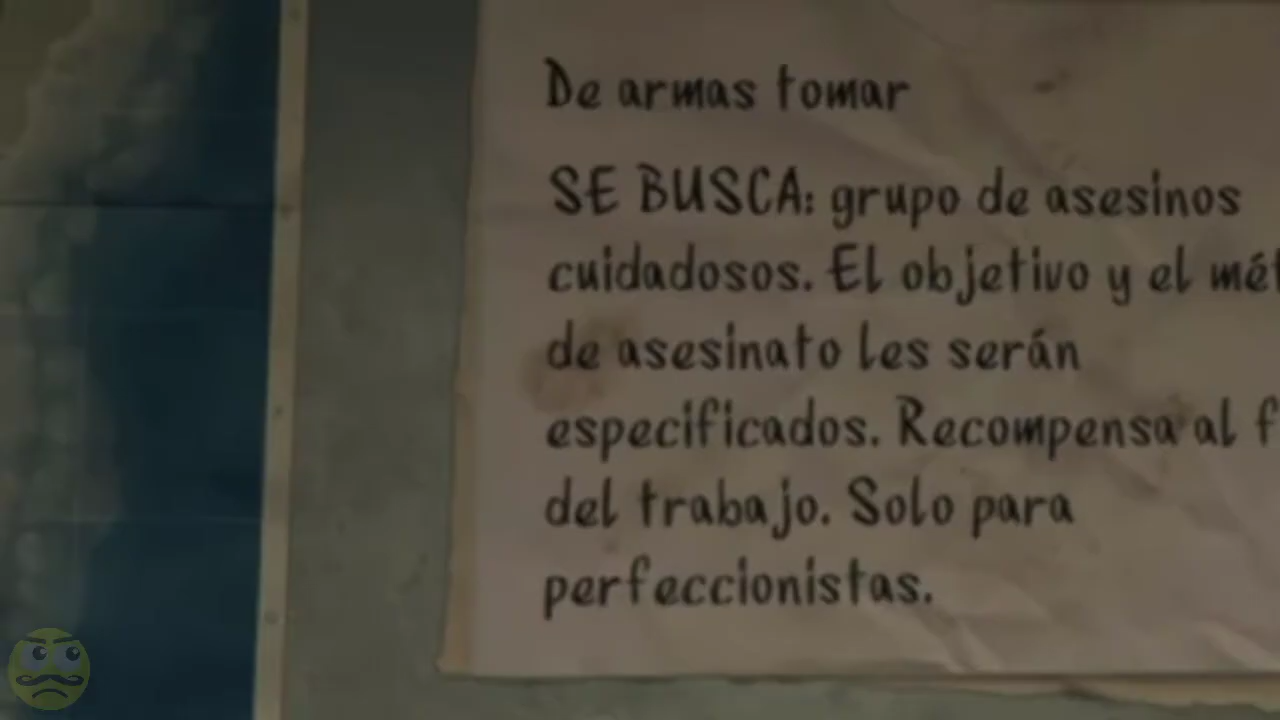 De armas tomar
SE BUSCA: grupo de asesinos
cuidadosos. El objetivo y el
de asesinato les serán
especificados. Recompensa al
del trabajo. Solo para
perfeccionistas.